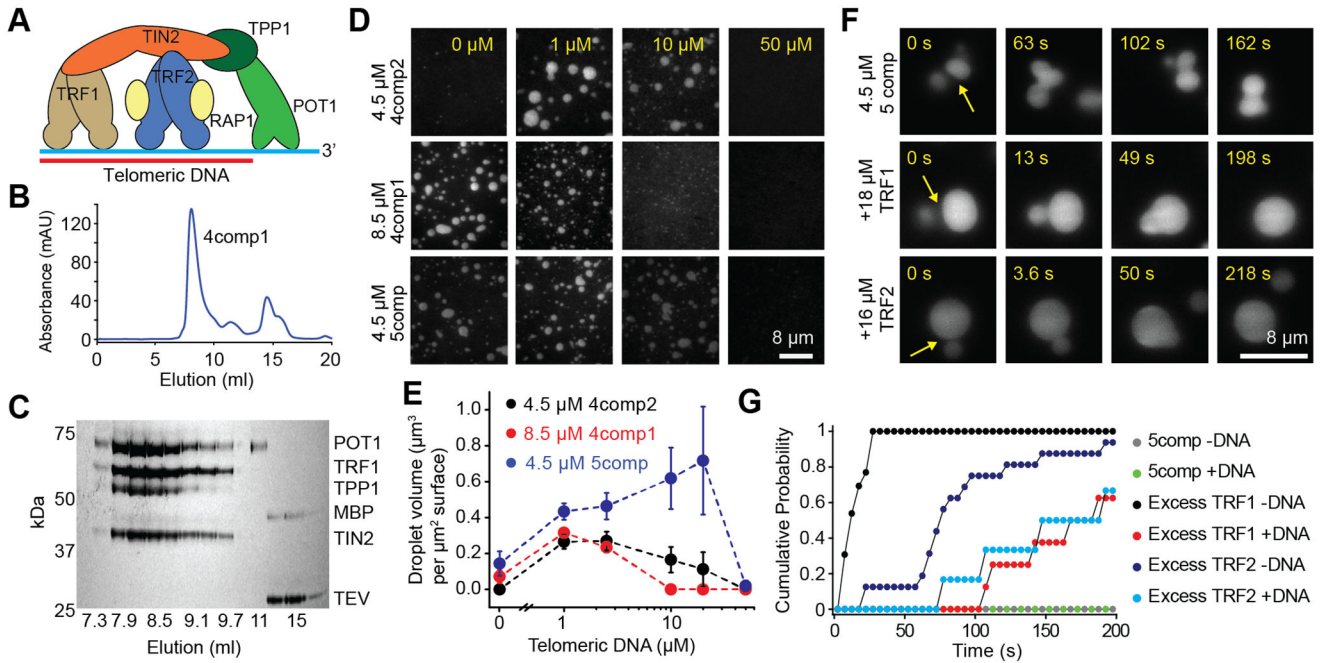 A
TIN2
TPP1
TRF1
TRF2
RAP1
POT1
3’
Telomeric DNA
B
Absorbance (mAU)
120
80
40
0
4comp1
0 5 10 15 20
Elution (ml)
C
kDa
75
50
37
25
POT1
TRF1
TPP1
MBP
TIN2
TEV
7.3 7.9 8.5 9.1 9.7 11 15
Elution (ml)
D
0 µM 1 µM 10 µM 50 µM
4.5 µM
4comp2
8.5 µM
4comp1
4.5 µM
5comp
8 µm
E
Droplet volume (µm³
per µm² surface)
1.0
0.8
0.6
0.4
0.2
0.0
4.5 µM 4comp2
8.5 µM 4comp1
4.5 µM 5comp
0 1 10
Telomeric DNA (µM)
F
4.5 µM
5 comp
0 s 63 s 102 s 162 s
+18 µM
TRF1
0 s 13 s 49 s 198 s
+16 µM
TRF2
0 s 3.6 s 50 s 218 s
8 µm
G
Cumulative Probability
1
0.8
0.6
0.4
0.2
0
0 50 100 150 200
Time (s)
5comp -DNA
5comp +DNA
Excess TRF1 -DNA
Excess TRF1 +DNA
Excess TRF2 -DNA
Excess TRF2 +DNA